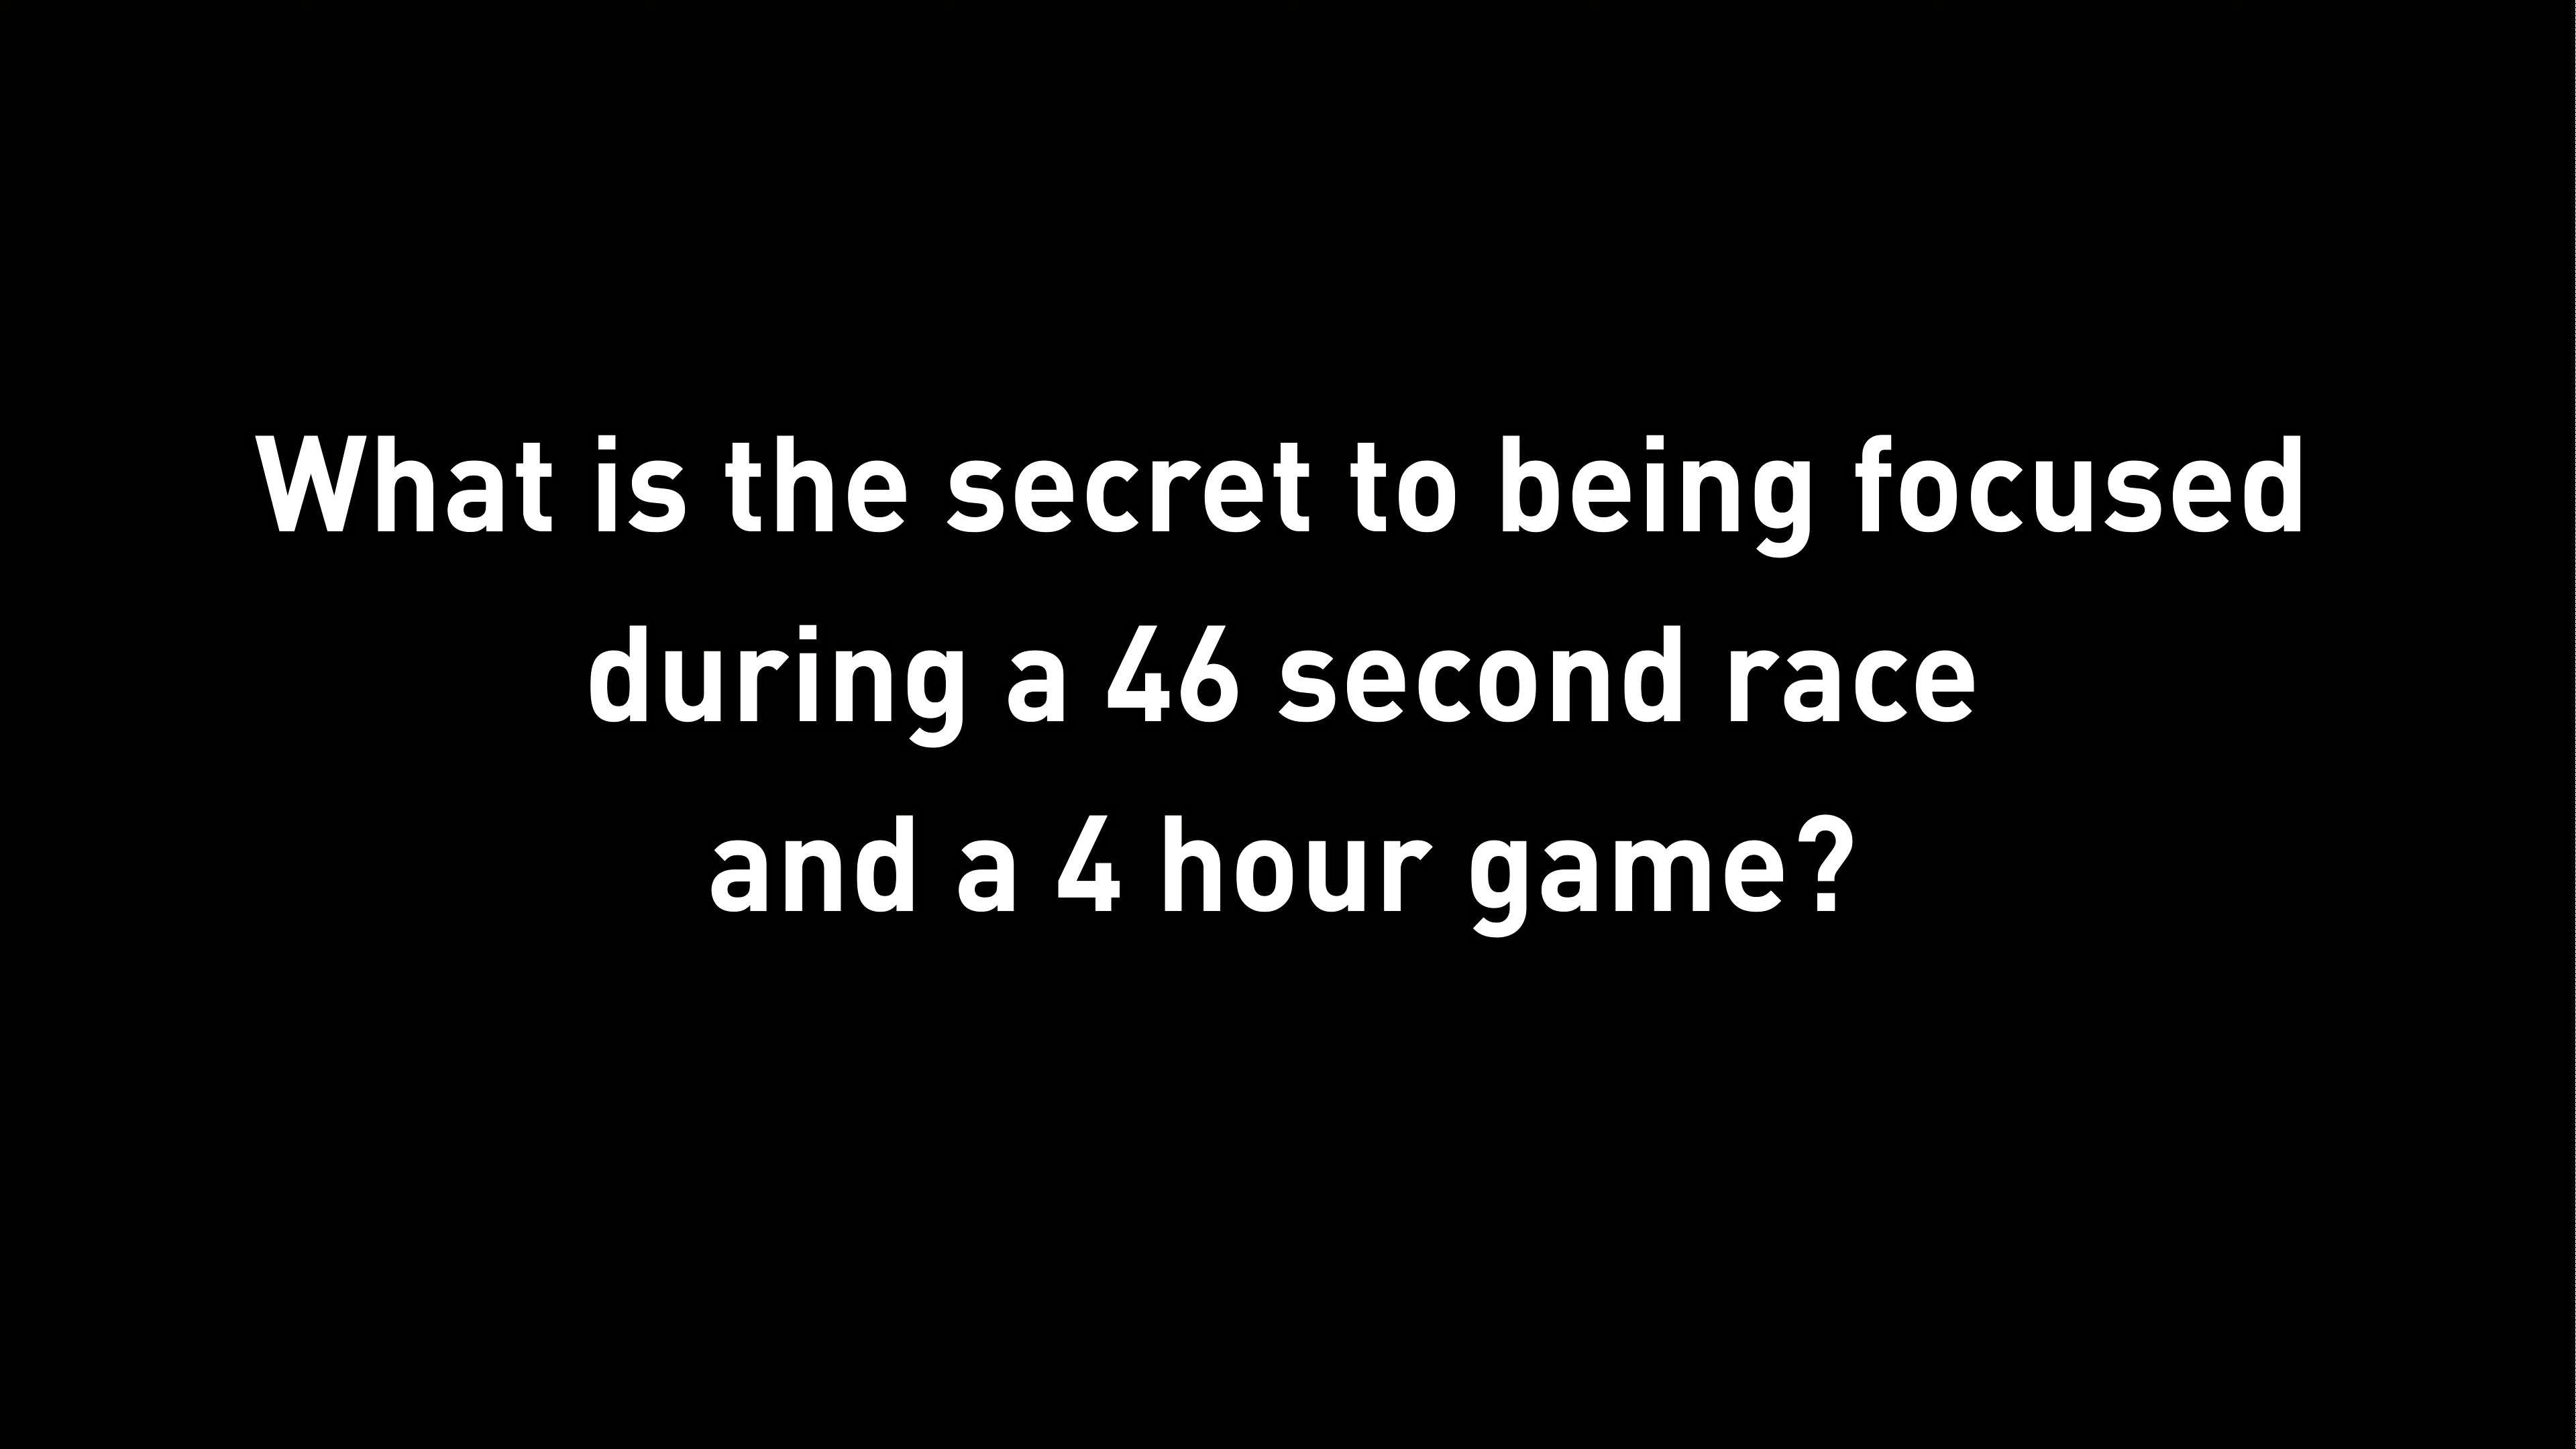 What is the secret to being focused
during a 46 second race
and a 4 hour game?